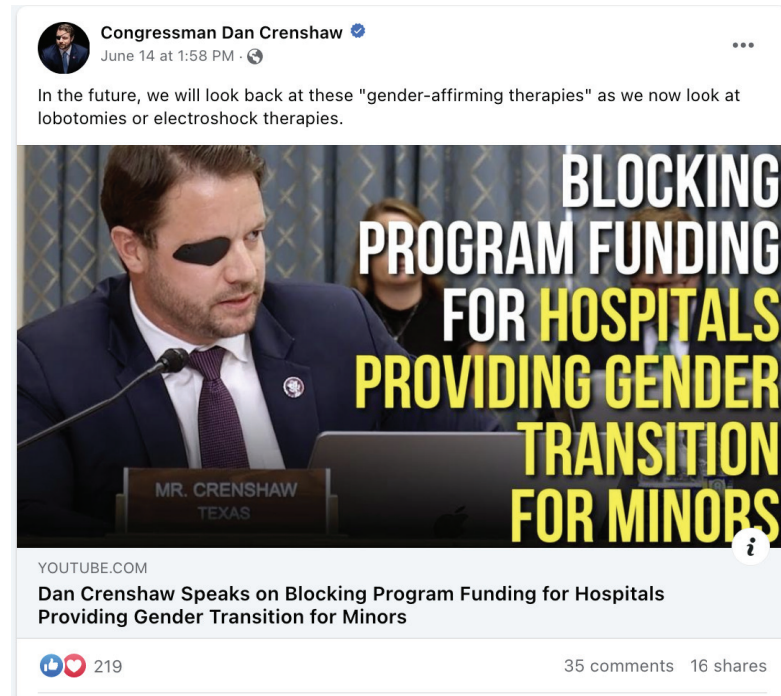 Congressman Dan Crenshaw
June 14 at 1:58 PM ·
In the future, we will look back at these "gender-affirming therapies" as we now look at
lobotomies or electroshock therapies.
BLOCKING
PROGRAM FUNDING
FOR HOSPITALS
PROVIDING GENDER
TRANSITION
FOR MINORS
MR. CRENSHAW
TEXAS
i
YOUTUBE.COM
Dan Crenshaw Speaks on Blocking Program Funding for Hospitals
Providing Gender Transition for Minors
219
35 comments 16 shares